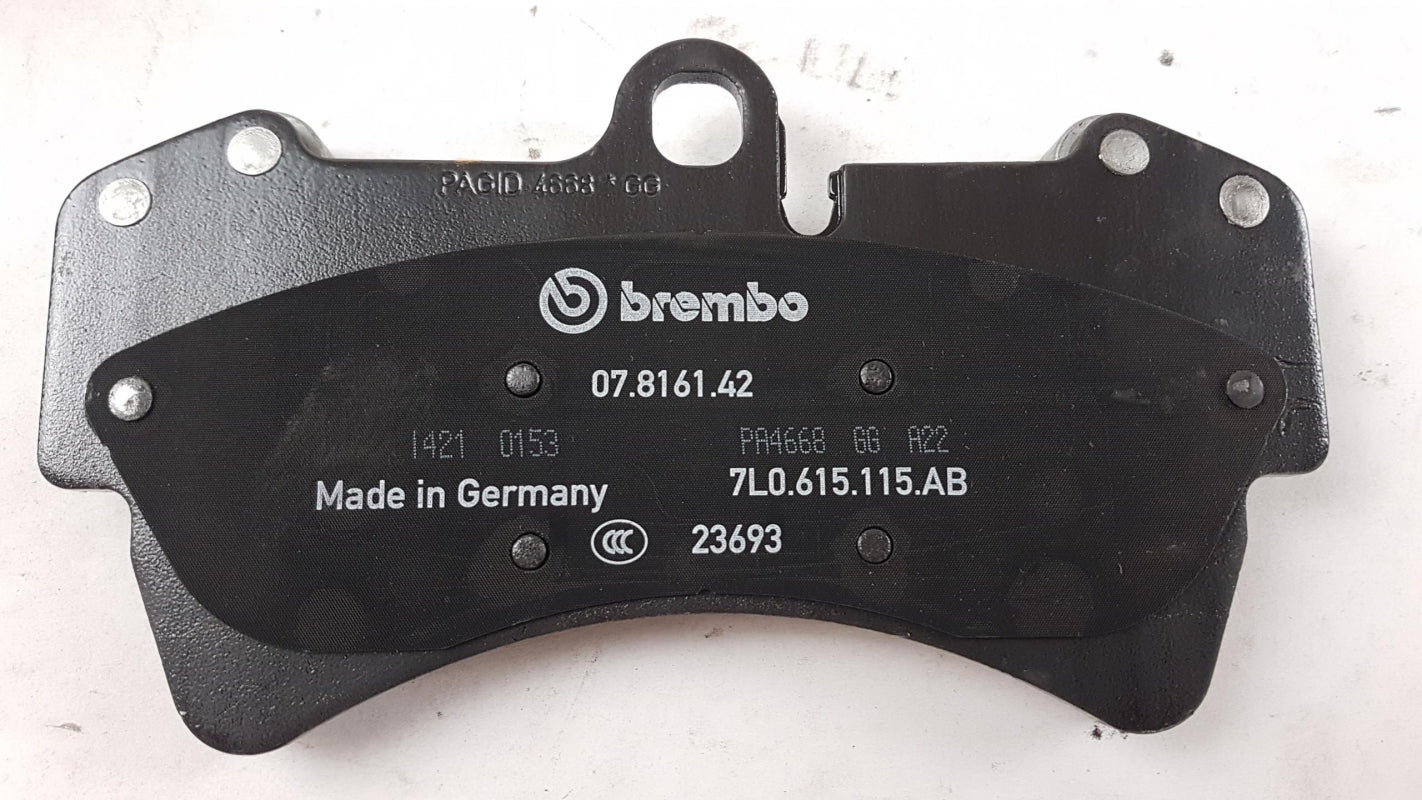 PAGID 4668 * GG
brembo
07.8161.42
1421 0153 PA4668 GG A22
Made in Germany 7L0.615.115.AB
CCC 23693